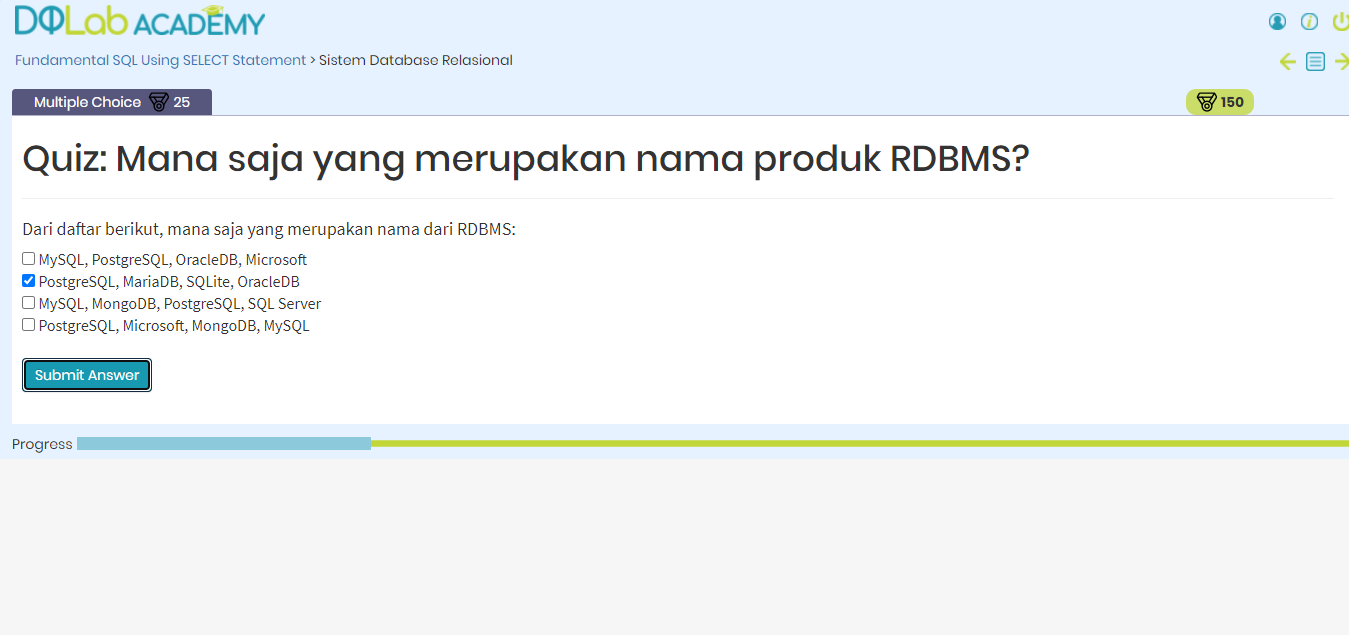 DQLab ACADEMY
Fundamental SQL Using SELECT Statement > Sistem Database Relasional
Multiple Choice 25
150
Quiz: Mana saja yang merupakan nama produk RDBMS?
Dari daftar berikut, mana saja yang merupakan nama dari RDBMS:
MySQL, PostgreSQL, OracleDB, Microsoft
PostgreSQL, MariaDB, SQLite, OracleDB
MySQL, MongoDB, PostgreSQL, SQL Server
PostgreSQL, Microsoft, MongoDB, MySQL
Submit Answer
Progress